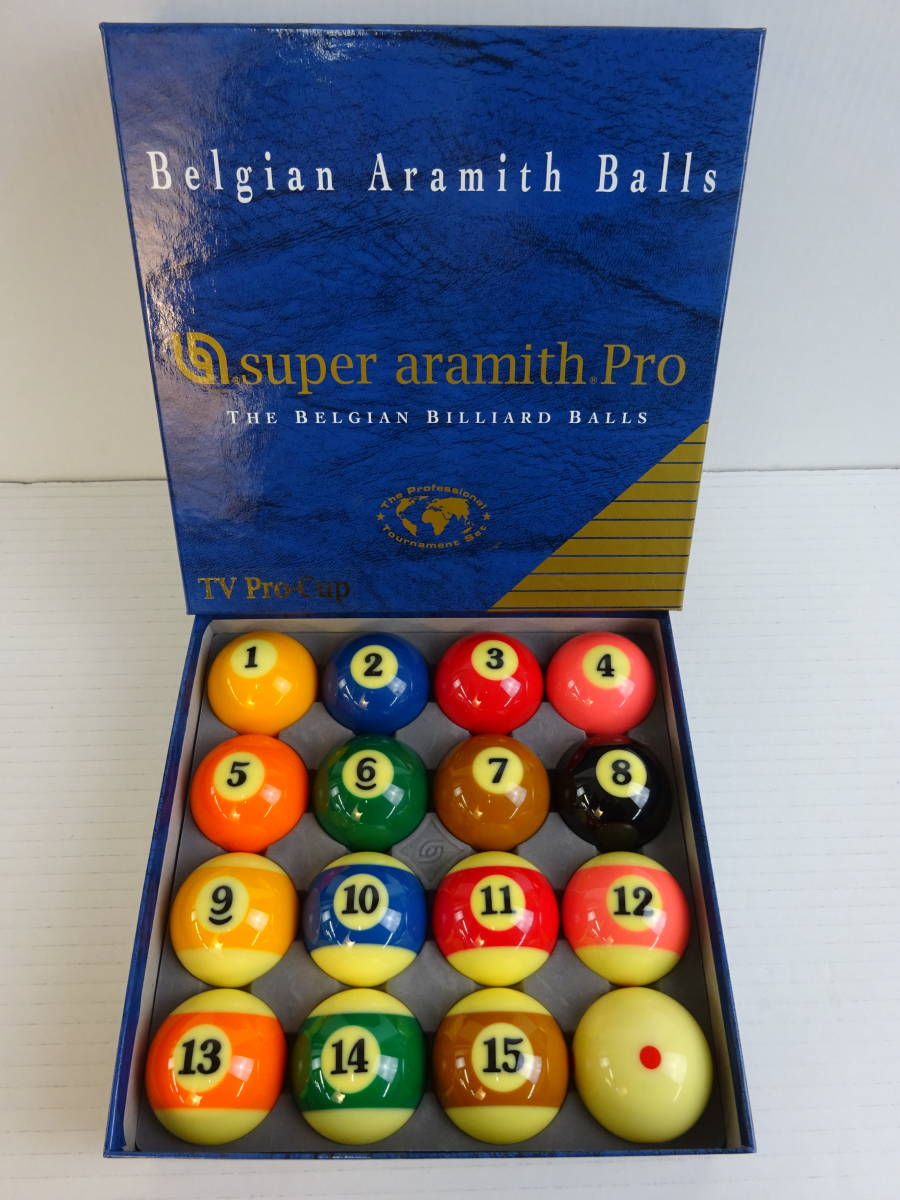 Belgian Aramith Balls
super aramith® Pro
THE BELGIAN BILLIARD BALLS
The Professional
Tournament Set
TV Pro-Cup
1 2 3 4
5 6 7 8
9 10 11 12
13 14 15